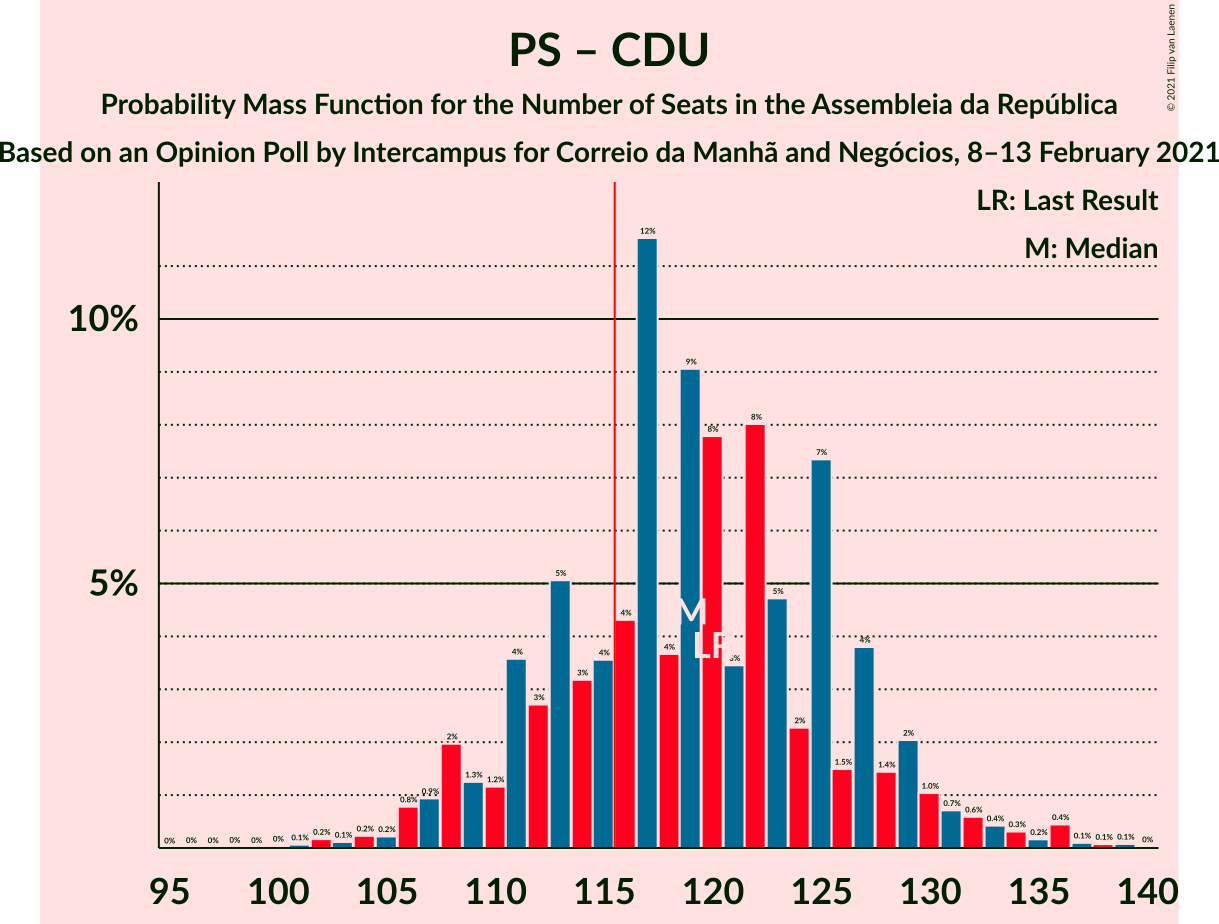 PS – CDU
© 2021 Filip van Laenen
Probability Mass Function for the Number of Seats in the Assembleia da República
Based on an Opinion Poll by Intercampus for Correio da Manhã and Negócios, 8–13 February 2021
LR: Last Result
M: Median
10%
5%
0% 0% 0% 0% 0% 0% 0.1% 0.2% 0.1% 0.2% 0.2% 0.8% 0.9% 2% 1.3% 1.2% 4% 3% 5% 3% 4% 4% 12% 4% 9% 8% 3% 8% 5% 2% 7% 1.5% 4% 1.4% 2% 1.0% 0.7% 0.6% 0.4% 0.3% 0.2% 0.4% 0.1% 0.1% 0.1% 0%
M
LR
95 100 105 110 115 120 125 130 135 140